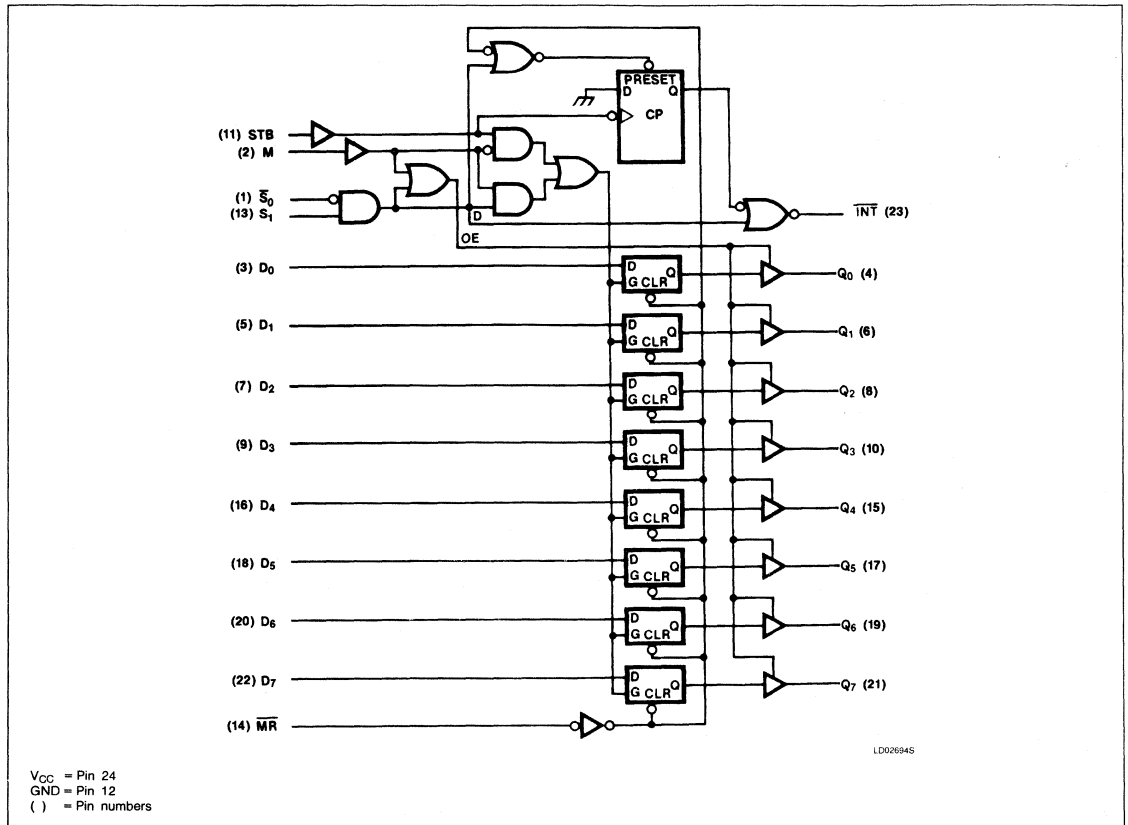 PRESET
D Q
CP
(11) STB
(2) M
(1) S̅0
(13) S1
D
I̅N̅T̅ (23)
OE
(3) D0
D Q
G CLR
Q0 (4)
(5) D1
D Q
G CLR
Q1 (6)
(7) D2
D Q
G CLR
Q2 (8)
(9) D3
D Q
G CLR
Q3 (10)
(16) D4
D Q
G CLR
Q4 (15)
(18) D5
D Q
G CLR
Q5 (17)
(20) D6
D Q
G CLR
Q6 (19)
(22) D7
D Q
G CLR
Q7 (21)
(14) M̅R̅
LD02694S
VCC = Pin 24
GND = Pin 12
( ) = Pin numbers